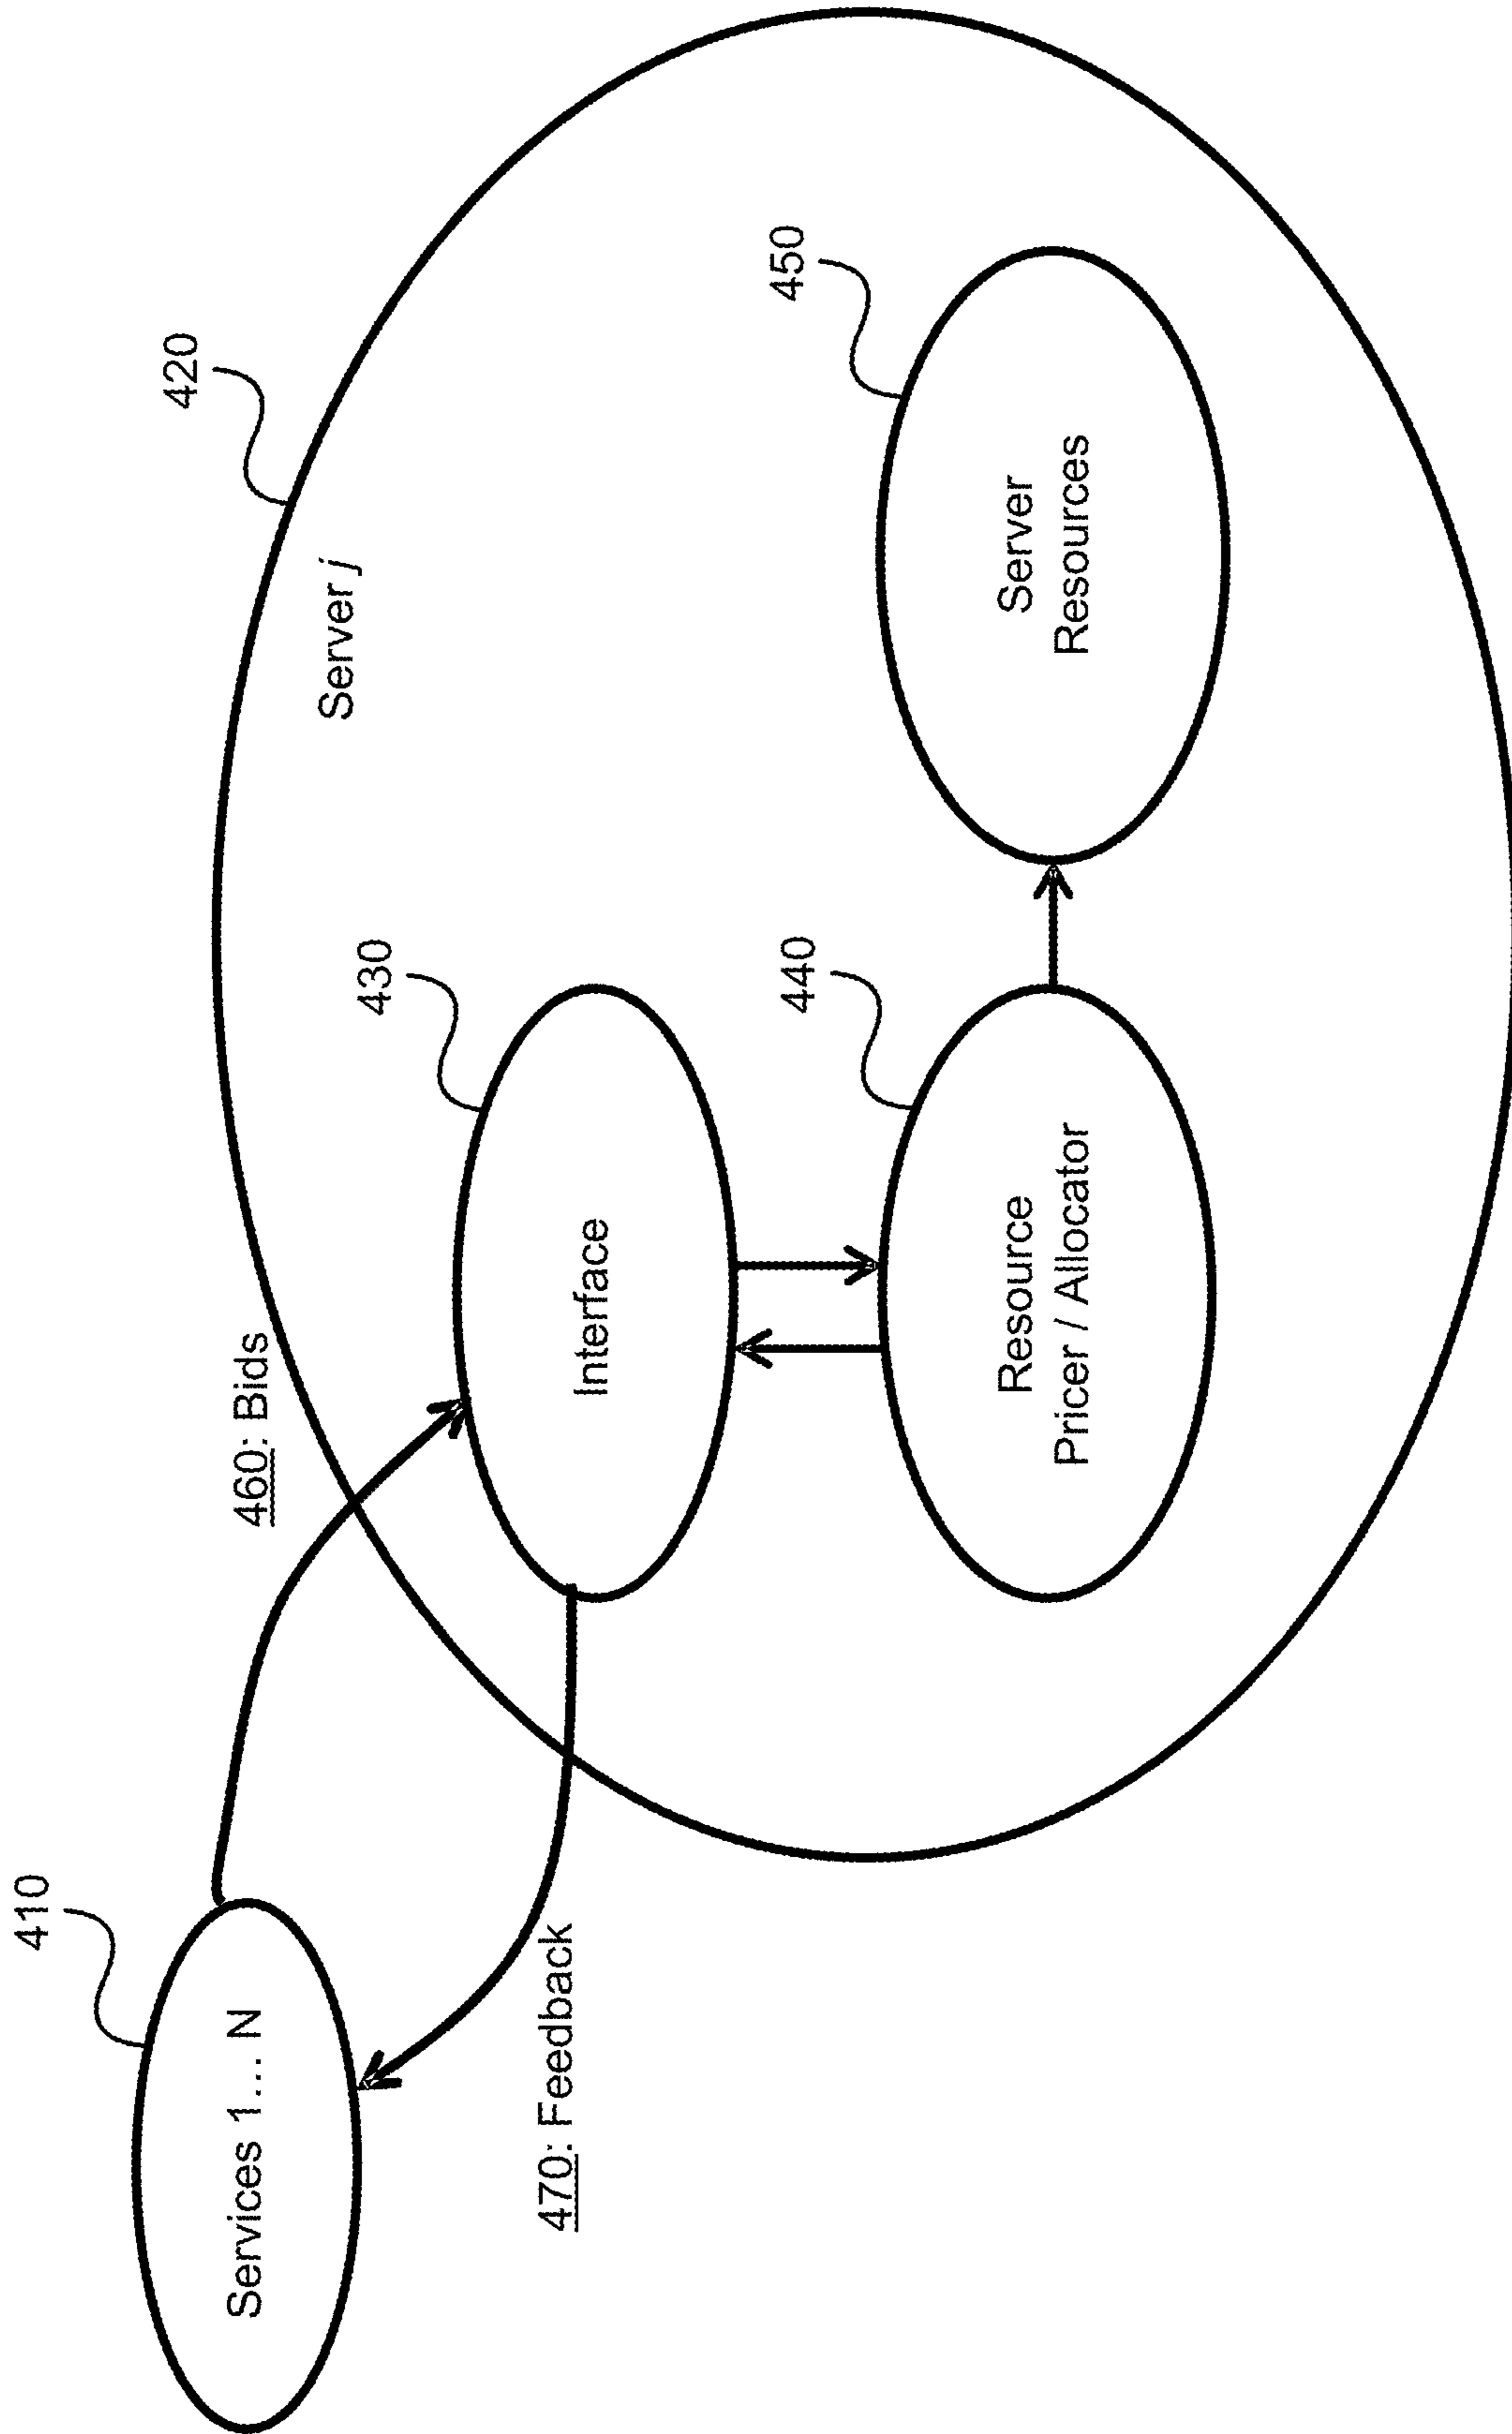 410
Services 1... N
460: Bids
470: Feedback
420
Server j
430
Interface
440
Resource
Pricer / Allocator
450
Server
Resources